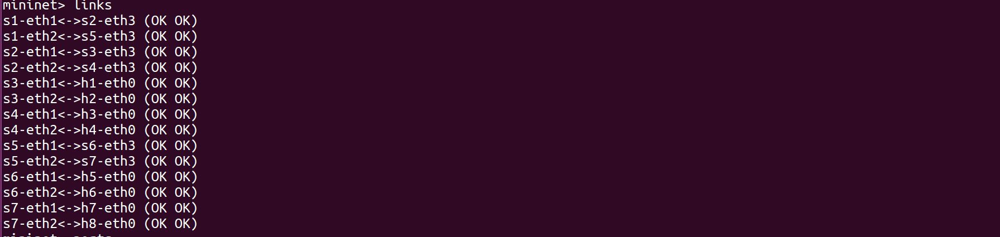 mininet> links
s1-eth1<->s2-eth3 (OK OK)
s1-eth2<->s5-eth3 (OK OK)
s2-eth1<->s3-eth3 (OK OK)
s2-eth2<->s4-eth3 (OK OK)
s3-eth1<->h1-eth0 (OK OK)
s3-eth2<->h2-eth0 (OK OK)
s4-eth1<->h3-eth0 (OK OK)
s4-eth2<->h4-eth0 (OK OK)
s5-eth1<->s6-eth3 (OK OK)
s5-eth2<->s7-eth3 (OK OK)
s6-eth1<->h5-eth0 (OK OK)
s6-eth2<->h6-eth0 (OK OK)
s7-eth1<->h7-eth0 (OK OK)
s7-eth2<->h8-eth0 (OK OK)